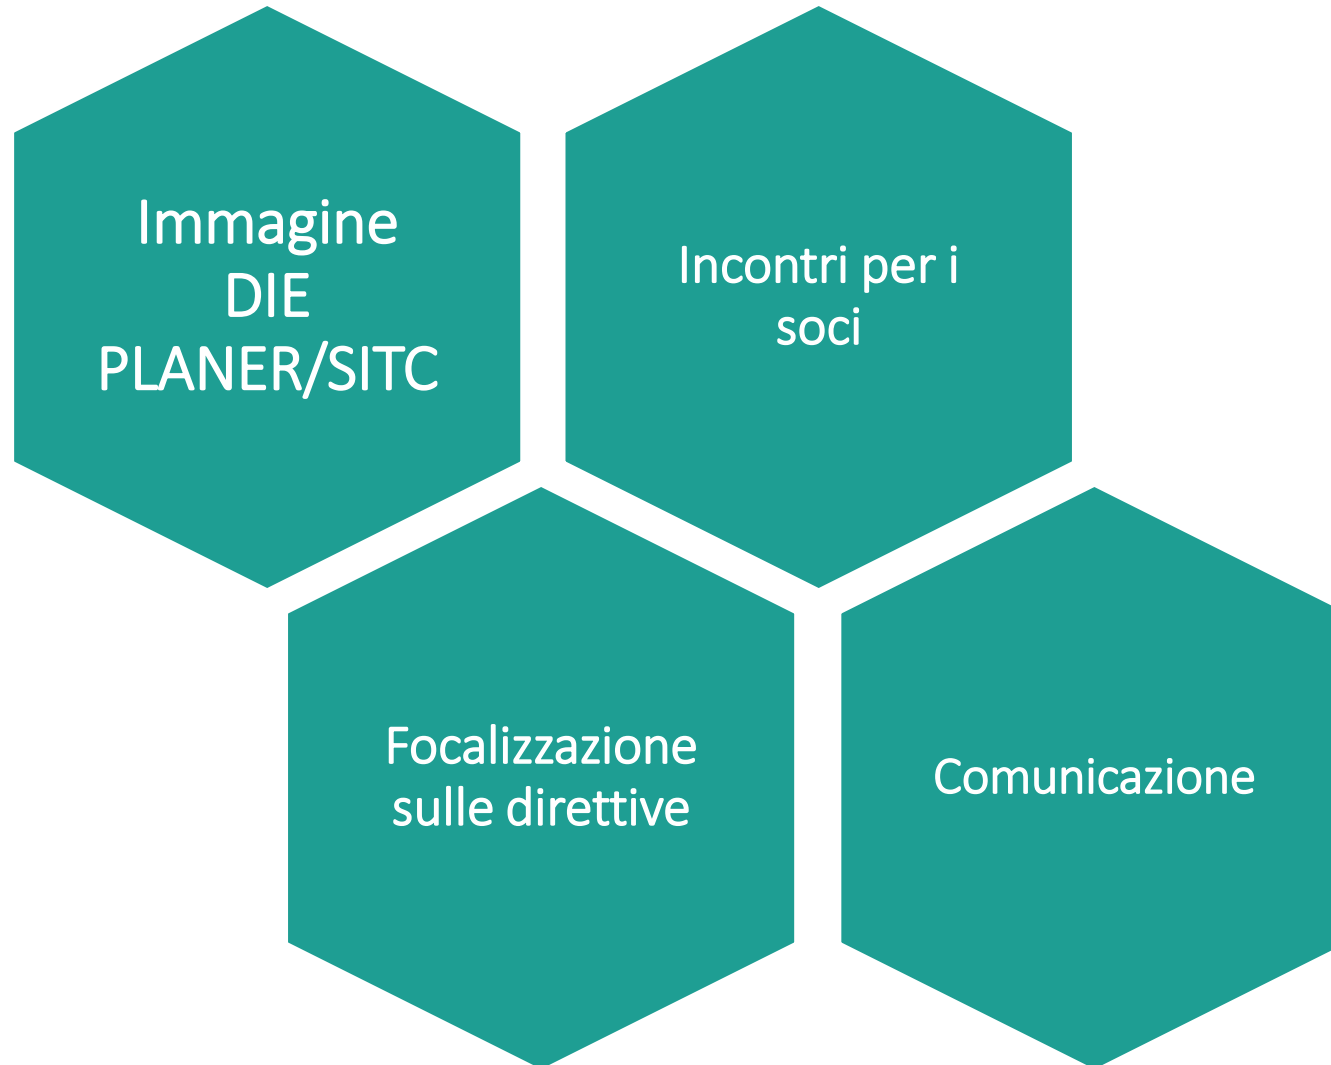 Immagine
DIE
PLANER/SITC
Incontri per i
soci
Focalizzazione
sulle direttive
Comunicazione